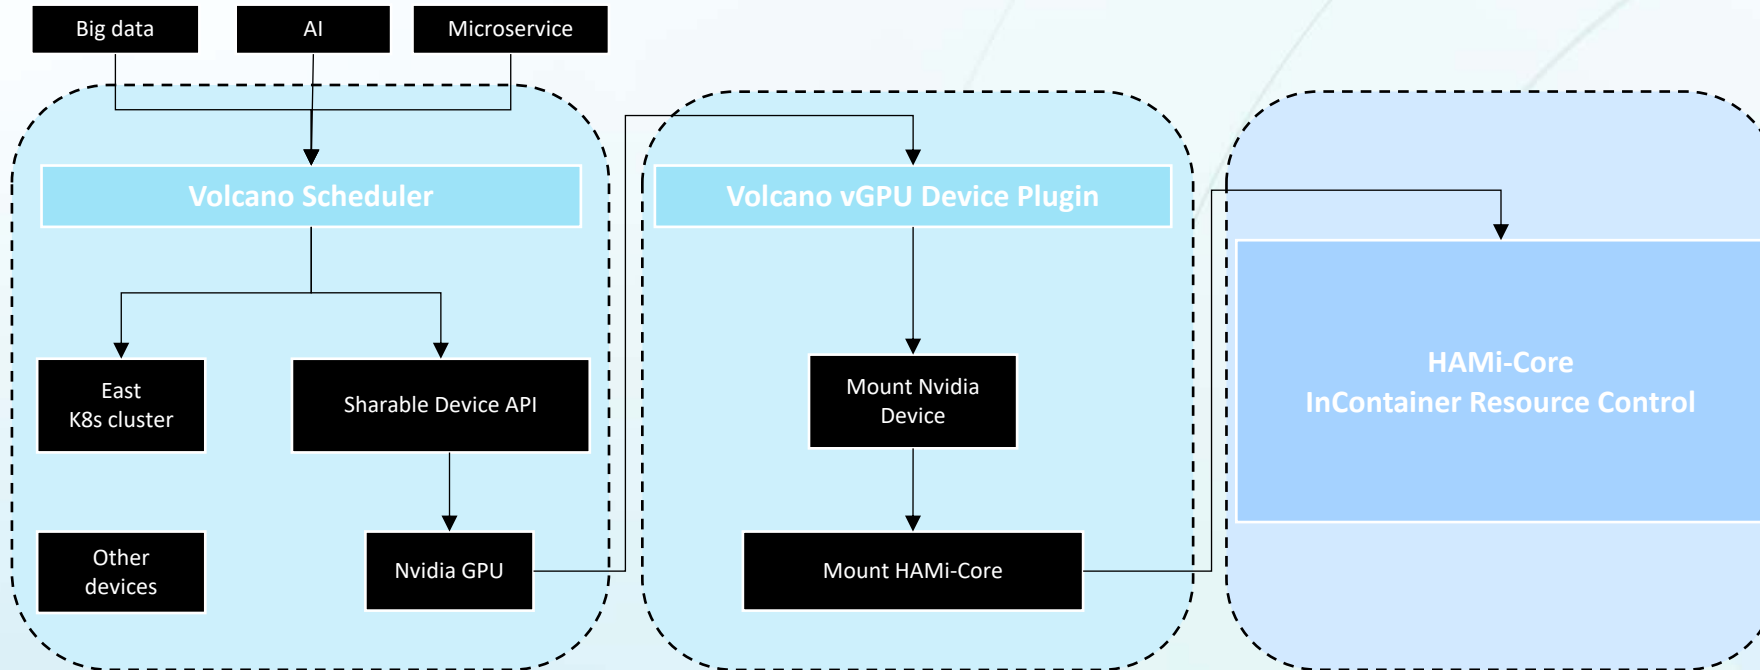 Big data
AI
Microservice
Volcano Scheduler
East
K8s cluster
Sharable Device API
Other
devices
Nvidia GPU
Volcano vGPU Device Plugin
Mount Nvidia
Device
Mount HAMi-Core
HAMi-Core
InContainer Resource Control